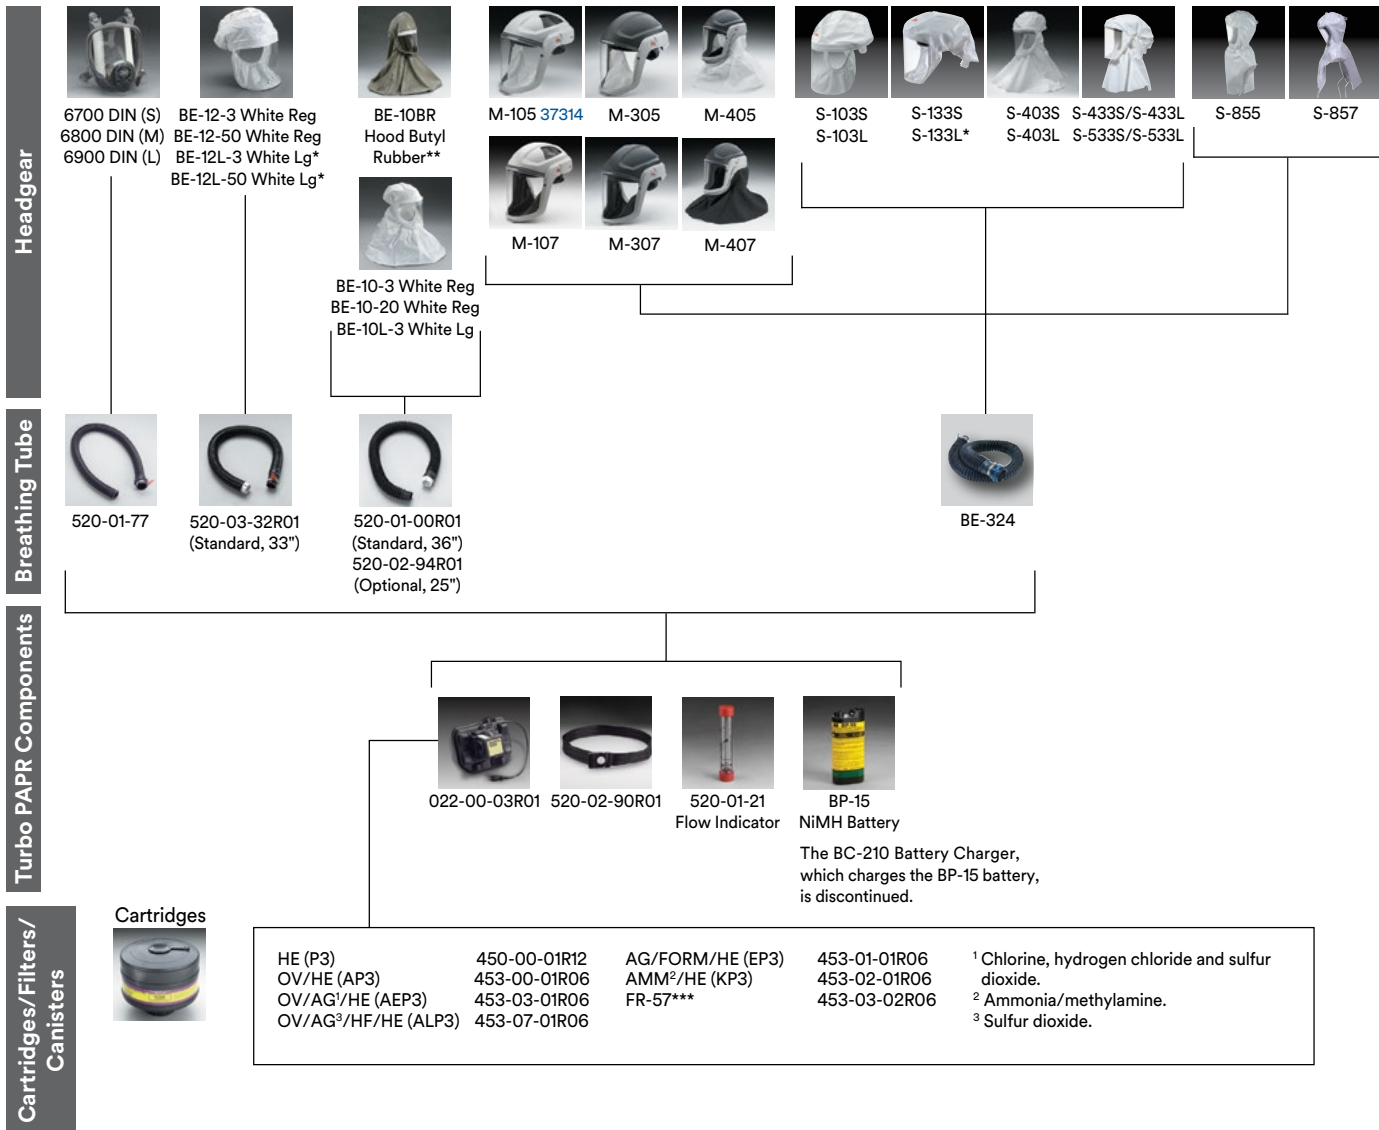 Headgear
6700 DIN (S)
6800 DIN (M)
6900 DIN (L)
BE-12-3 White Reg
BE-12-50 White Reg
BE-12L-3 White Lg*
BE-12L-50 White Lg*
BE-10BR
Hood Butyl
Rubber**
BE-10-3 White Reg
BE-10-20 White Reg
BE-10L-3 White Lg
M-105 37314
M-305
M-405
M-107
M-307
M-407
S-103S
S-103L
S-133S
S-133L*
S-403S
S-403L
S-433S/S-433L
S-533S/S-533L
S-855
S-857
Breathing Tube
520-01-77
520-03-32R01
(Standard, 33")
520-01-00R01
(Standard, 36")
520-02-94R01
(Optional, 25")
BE-324
Turbo PAPR Components
022-00-03R01
520-02-90R01
520-01-21
Flow Indicator
BP-15
NiMH Battery
The BC-210 Battery Charger,
which charges the BP-15 battery,
is discontinued.
Cartridges/Filters/
Canisters
Cartridges
HE (P3) 450-00-01R12
OV/HE (AP3) 453-00-01R06
OV/AG¹/HE (AEP3) 453-03-01R06
OV/AG³/HF/HE (ALP3) 453-07-01R06
AG/FORM/HE (EP3) 453-01-01R06
AMM²/HE (KP3) 453-02-01R06
FR-57*** 453-03-02R06
¹ Chlorine, hydrogen chloride and sulfur
dioxide.
² Ammonia/methylamine.
³ Sulfur dioxide.